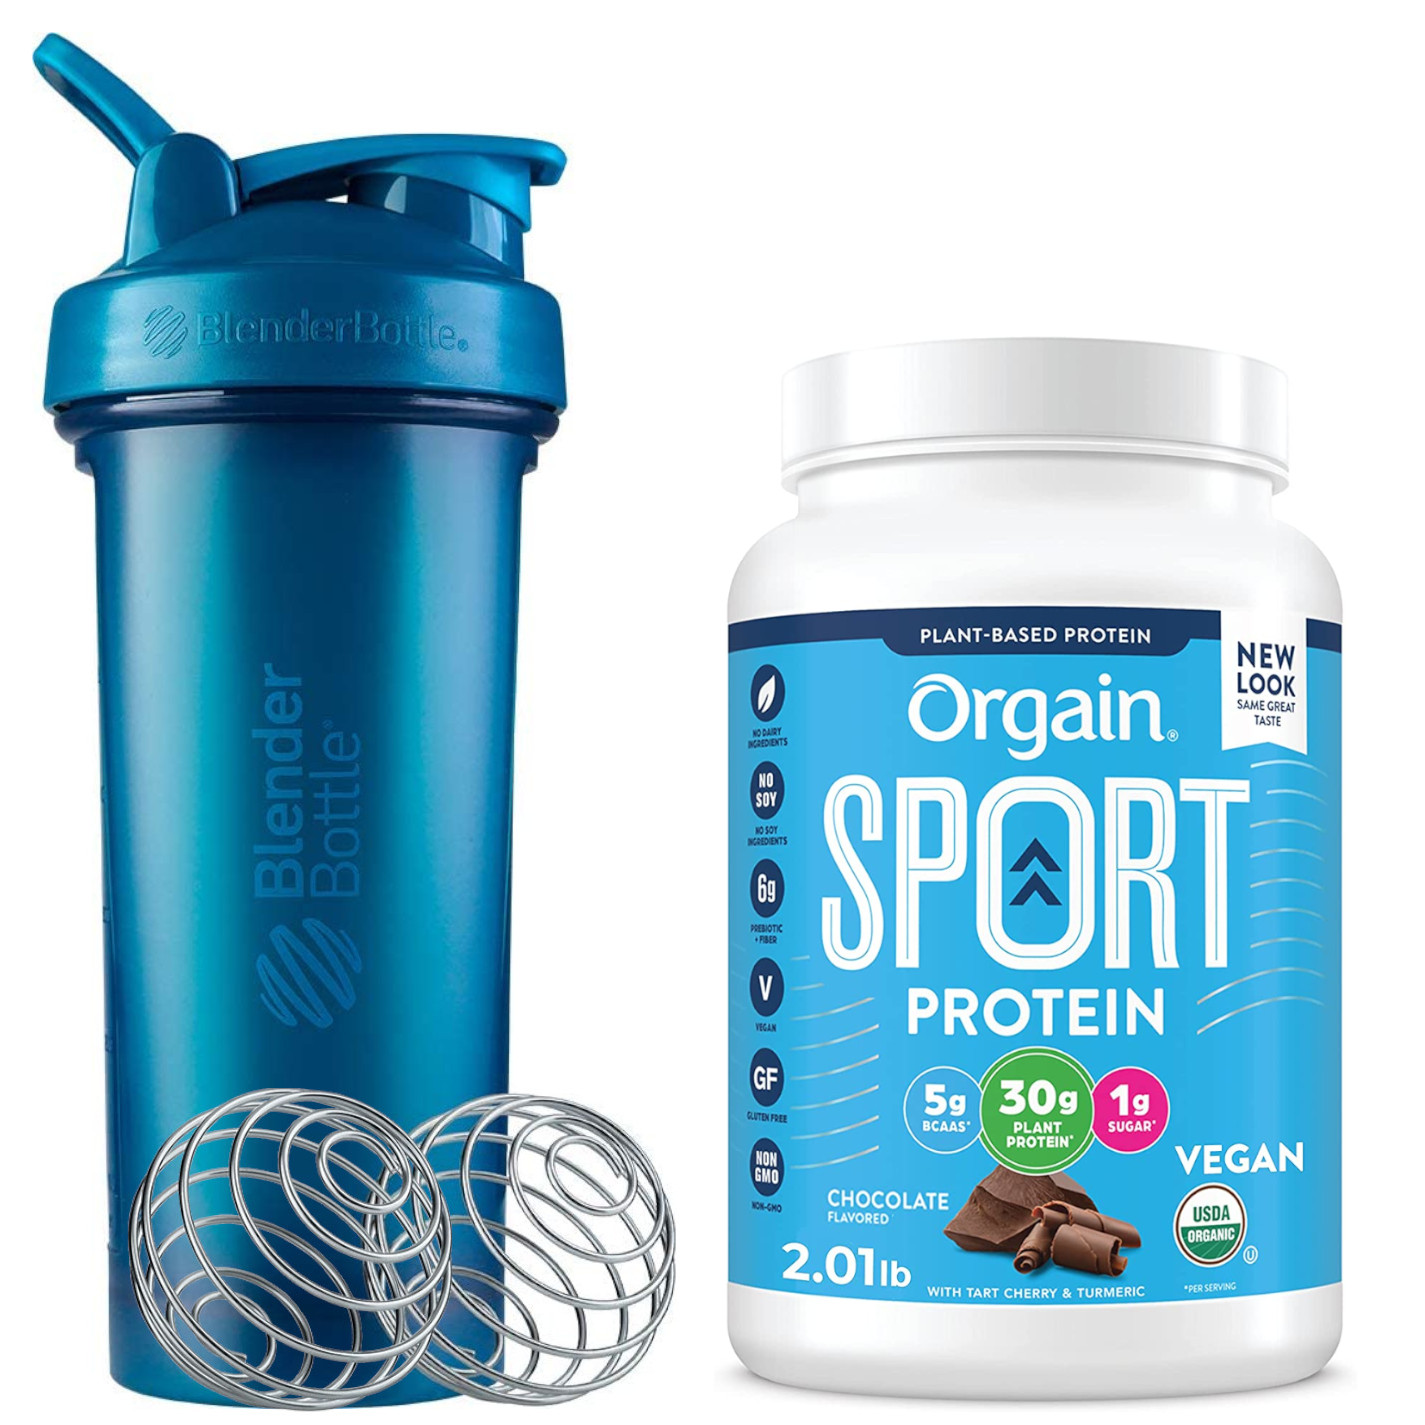 BlenderBottle®
Blender
Bottle®
PLANT-BASED PROTEIN
NEW
LOOK
SAME GREAT
TASTE
Orgain®
SPORT
PROTEIN
NO DAIRY
INGREDIENTS
NO
SOY
NO SOY
INGREDIENTS
6g
PREBIOTIC
+ FIBER
V
VEGAN
GF
GLUTEN FREE
NON
GMO
NON-GMO
5g
BCAAS*
30g
PLANT
PROTEIN*
1g
SUGAR*
VEGAN
CHOCOLATE
FLAVORED
USDA
ORGANIC
U
2.01lb
WITH TART CHERRY & TURMERIC
*PER SERVING